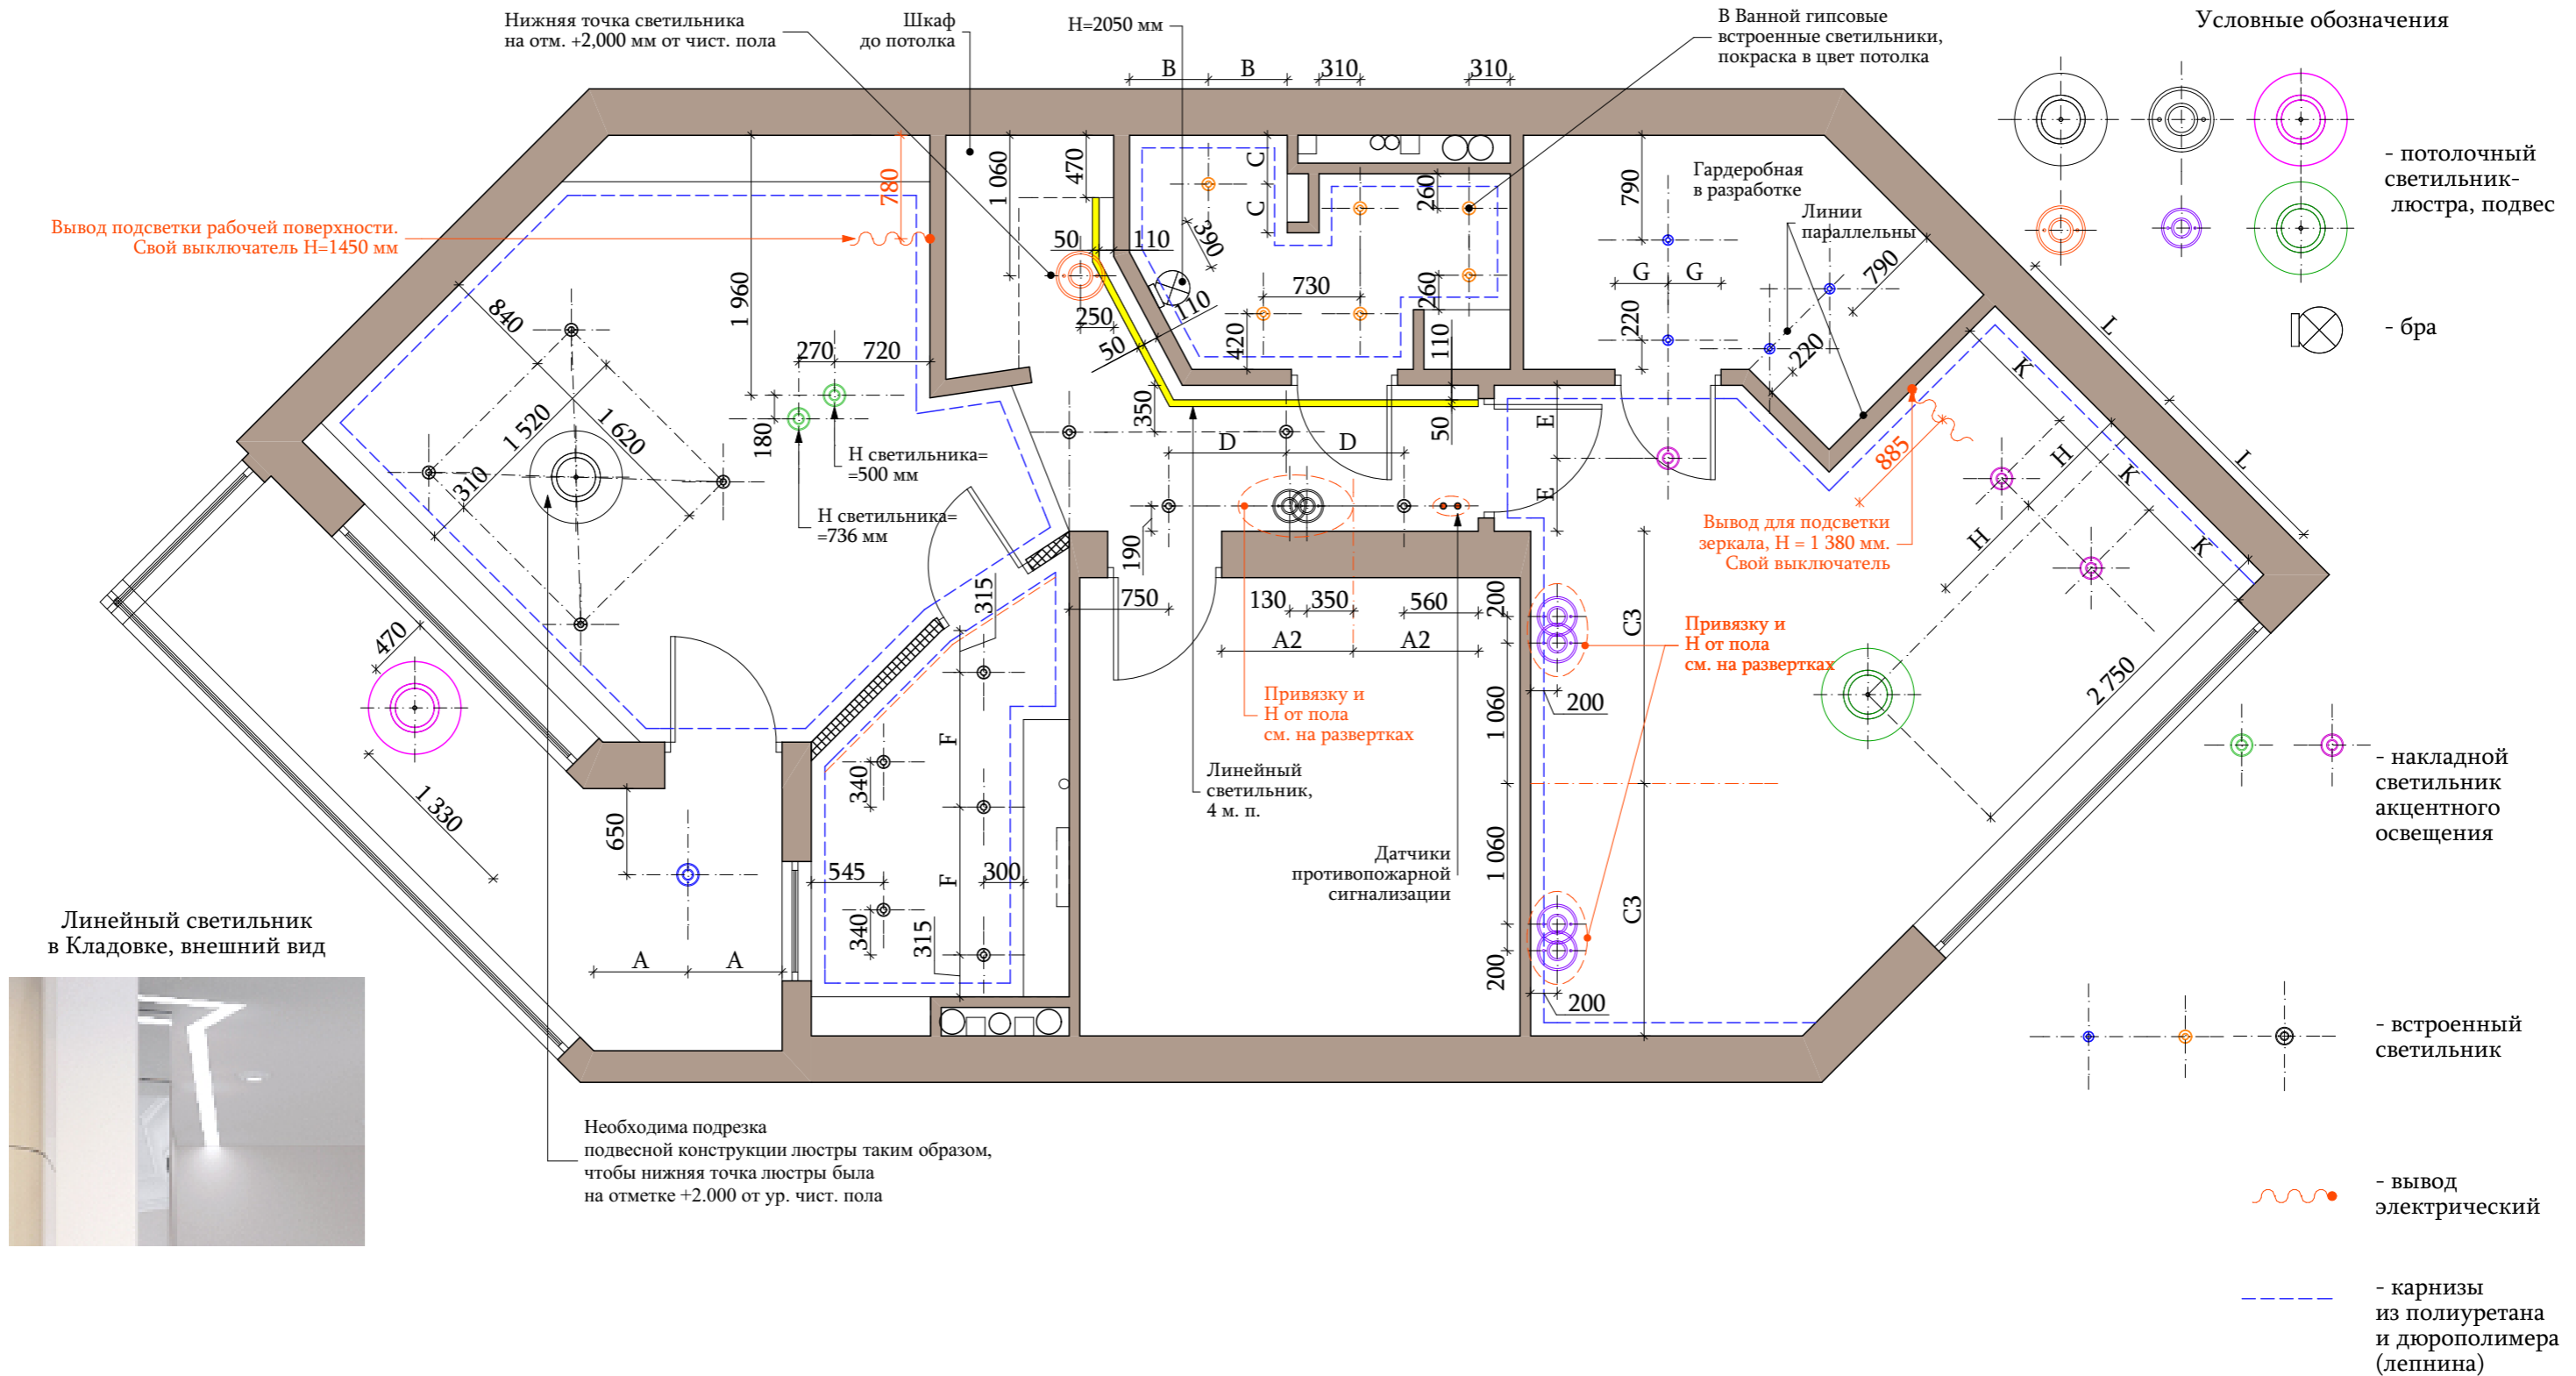 Нижняя точка светильника
на отм. +2,000 мм от чист. пола
Шкаф
до потолка
H=2050 мм
В Ванной гипсовые
встроенные светильники,
покраска в цвет потолка
Условные обозначения
B
B
310
310
- потолочный
светильник-
люстра, подвес
- бра
Вывод подсветки рабочей поверхности.
Свой выключатель H=1450 мм
780
1 060
470
C
C
260
790
Гардеробная
в разработке
Линии
параллельны
790
50
110
390
1 960
840
250
110
730
260
G
G
220
L
270
720
50
420
110
220
K
1 520
1 620
180
350
50
E
H
L
310
D
D
885
K
H светильника=
=500 мм
H светильника=
=736 мм
E
H
K
190
Вывод для подсветки
зеркала, H = 1 380 мм.
Свой выключатель
315
750
130
350
560
200
C3
470
A2
A2
Привязку и
H от пола
см. на развертках
2 750
Привязку и
H от пола
см. на развертках
200
1 060
F
340
Линейный
светильник,
4 м. п.
- накладной
светильник
акцентного
освещения
1 330
650
545
F
300
Датчики
противопожарной
сигнализации
1 060
C3
340
315
Линейный светильник
в Кладовке, внешний вид
A
A
200
200
- встроенный
светильник
Необходима подрезка
подвесной конструкции люстры таким образом,
чтобы нижняя точка люстры была
на отметке +2.000 от ур. чист. пола
- вывод
электрический
- карнизы
из полиуретана
и дюрополимера
(лепнина)